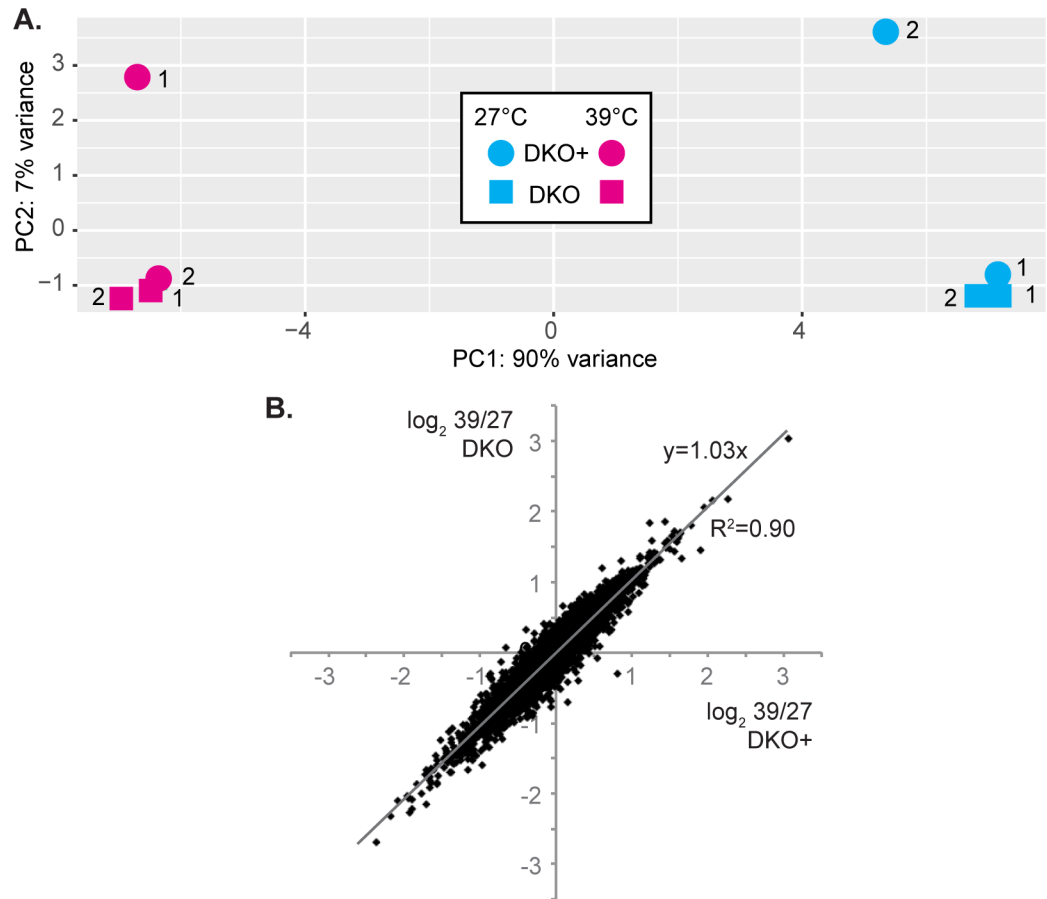 A.
PC2: 7% variance
3
2
1
0
−1
1
2
27°C 39°C
DKO+
DKO
2
1
2
1
2
1
−4 0 4
PC1: 90% variance
B.
log2 39/27
DKO
3
2
1
0
-1
-2
-3
y=1.03x
R²=0.90
-3 -2 -1 1 2 3
log2 39/27
DKO+